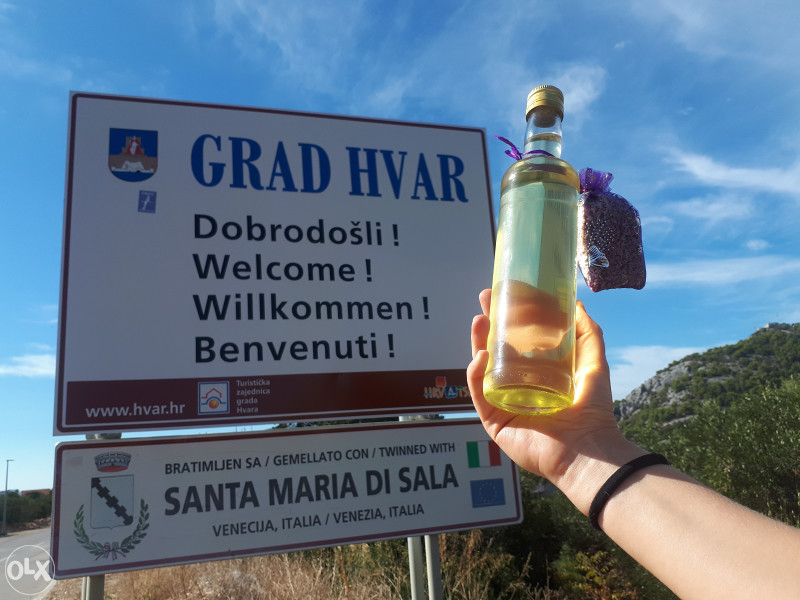 GRAD HVAR
Dobrodošli !
Welcome !
Willkommen !
Benvenuti !
www.hvar.hr
Turistička
zajednica
grada
Hvara
BRATIMLJEN SA / GEMELLATO CON / TWINNED WITH
SANTA MARIA DI SALA
VENECIJA, ITALIA / VENEZIA, ITALIA
OLX